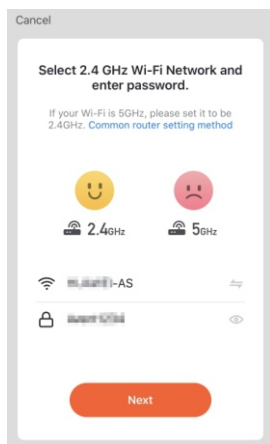 Cancel
Select 2.4 GHz Wi-Fi Network and
enter password.
If your Wi-Fi is 5GHz, please set it to be
2.4GHz. Common router setting method
2.4GHz 5GHz
-AS
Next